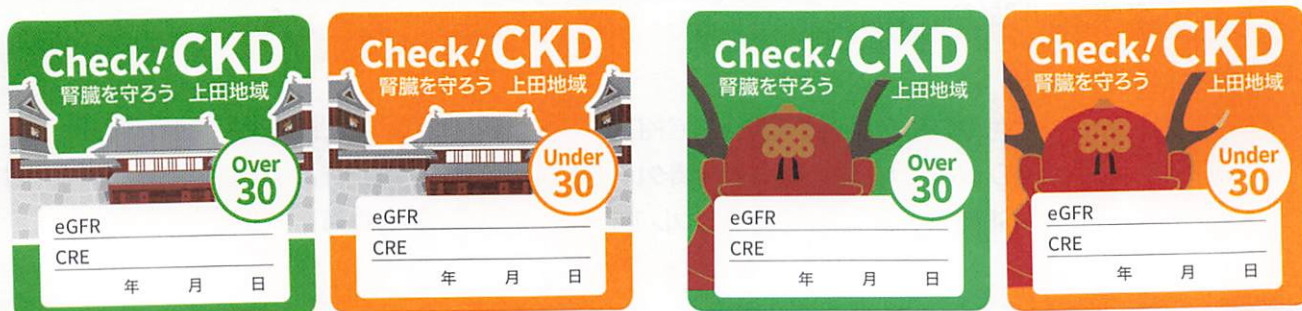 Check! CKD
腎臓を守ろう 上田地域
Over
30
eGFR
CRE
年 月 日
Check! CKD
腎臓を守ろう 上田地域
Under
30
eGFR
CRE
年 月 日
Check! CKD
腎臓を守ろう 上田地域
Over
30
eGFR
CRE
年 月 日
Check! CKD
腎臓を守ろう 上田地域
Under
30
eGFR
CRE
年 月 日